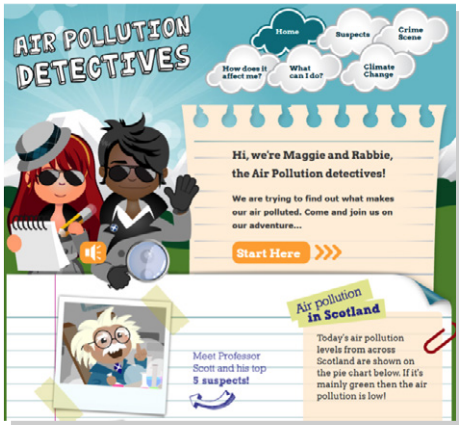 AIR POLLUTION
DETECTIVES
Home
Suspects
Crime
Scene
How does it
affect me?
What
can I do?
Climate
Change
Hi, we're Maggie and Rabbie,
the Air Pollution detectives!
We are trying to find out what makes
our air polluted. Come and join us on
our adventure...
Start Here
Meet Professor
Scott and his top
5 suspects!
Air pollution
in Scotland
Today's air pollution
levels from across
Scotland are shown on
the pie chart below. If it's
mainly green then the air
pollution is low!